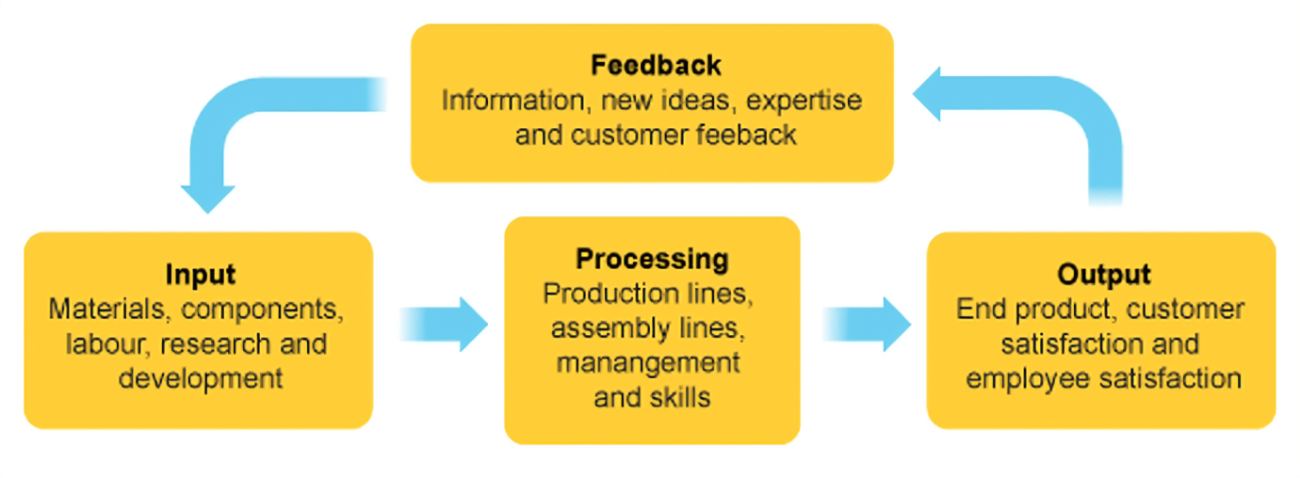 Feedback
Information, new ideas, expertise
and customer feeback
Input
Materials, components,
labour, research and
development
Processing
Production lines,
assembly lines,
manangement
and skills
Output
End product, customer
satisfaction and
employee satisfaction